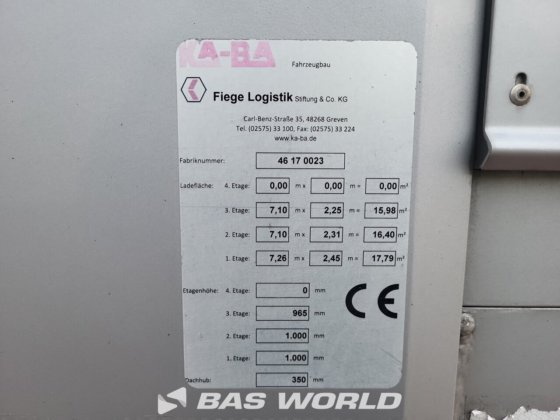 KA-BA Fahrzeugbau
Fiege Logistik Stiftung & Co. KG
Carl-Benz-Straße 35, 48268 Greven
Tel. (02575) 33 100, Fax: (02575) 33 224
www.ka-ba.de
Fabriknummer: 46 17 0023
Ladefläche: 4. Etage: 0,00 m x 0,00 m = 0,00 m²
3. Etage: 7,10 m x 2,25 m = 15,98 m²
2. Etage: 7,10 m x 2,31 m = 16,40 m²
1. Etage: 7,26 m x 2,45 m = 17,79 m²
Etagenhöhe: 4. Etage: 0 mm
3. Etage: 965 mm
2. Etage: 1.000 mm
1. Etage: 1.000 mm
Dachhub: 350 mm
CE
BAS WORLD